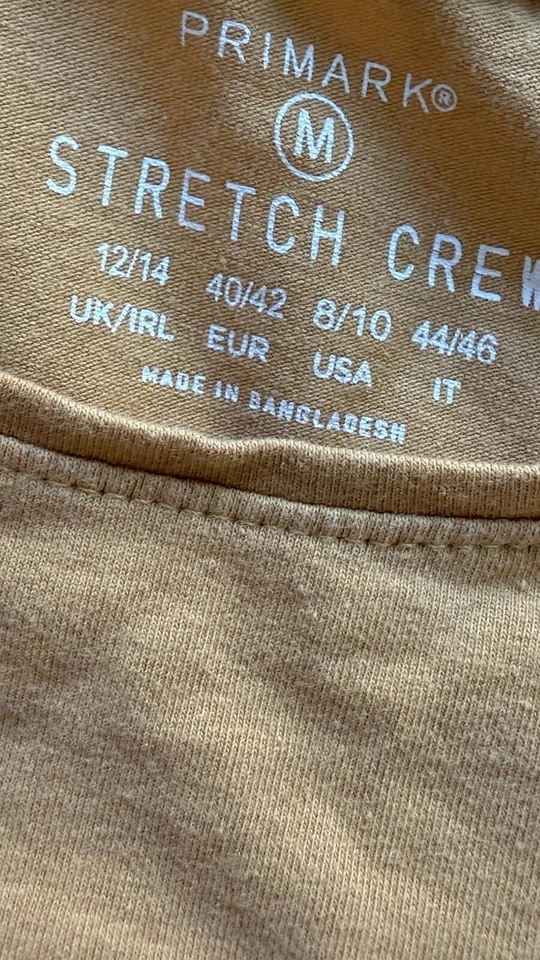 PRIMARK®
M
STRETCH CREW
12/14 40/42 8/10 44/46
UK/IRL EUR USA IT
MADE IN BANGLADESH